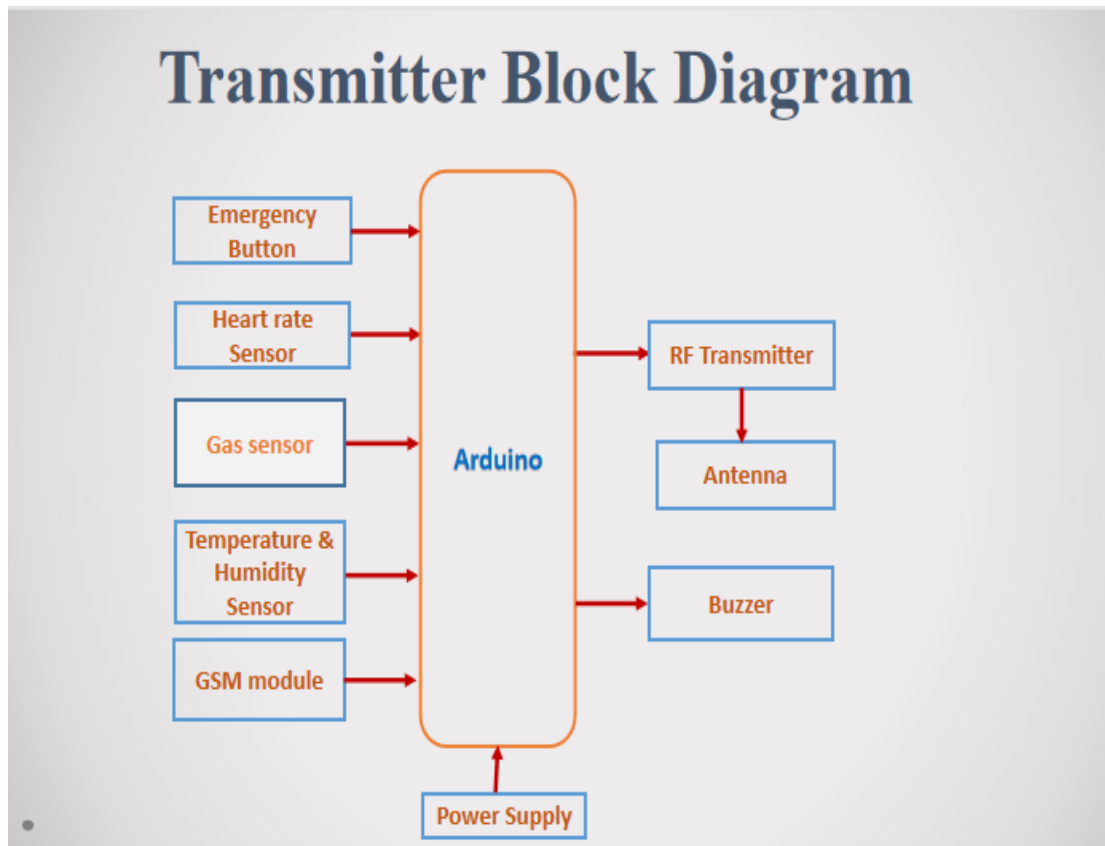 Transmitter Block Diagram
Emergency
Button
Heart rate
Sensor
Gas sensor
Temperature &
Humidity
Sensor
GSM module
Arduino
RF Transmitter
Antenna
Buzzer
Power Supply